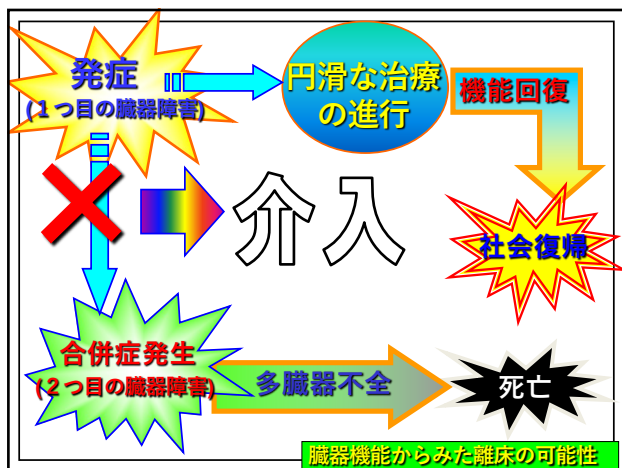 発症
(１つ目の臓器障害)
円滑な治療
の進行
機能回復
介入
社会復帰
合併症発生
(２つ目の臓器障害)
多臓器不全
死亡
臓器機能からみた離床の可能性